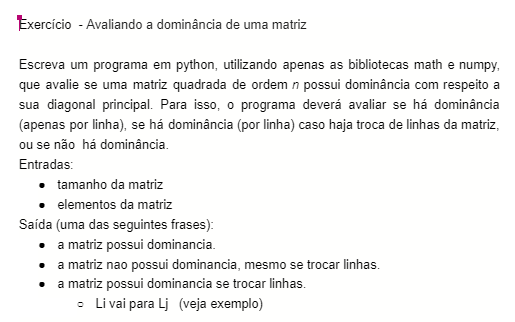 Exercício - Avaliando a dominância de uma matriz
Escreva um programa em python, utilizando apenas as bibliotecas math e numpy,
que avalie se uma matriz quadrada de ordem n possui dominância com respeito a
sua diagonal principal. Para isso, o programa deverá avaliar se há dominância
(apenas por linha), se há dominância (por linha) caso haja troca de linhas da matriz,
ou se não há dominância.
Entradas:
● tamanho da matriz
● elementos da matriz
Saída (uma das seguintes frases):
● a matriz possui dominancia.
● a matriz nao possui dominancia, mesmo se trocar linhas.
● a matriz possui dominancia se trocar linhas.
○ Li vai para Lj (veja exemplo)